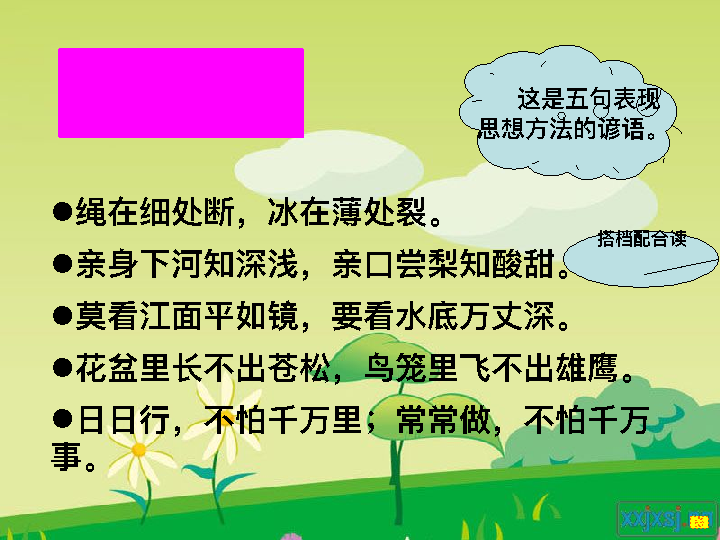 这是五句表现
思想方法的谚语。
●绳在细处断，冰在薄处裂。
搭档配合读
●亲身下河知深浅，亲口尝梨知酸甜。
●莫看江面平如镜，要看水底万丈深。
●花盆里长不出苍松，鸟笼里飞不出雄鹰。
●日日行，不怕千万里；常常做，不怕千万
事。